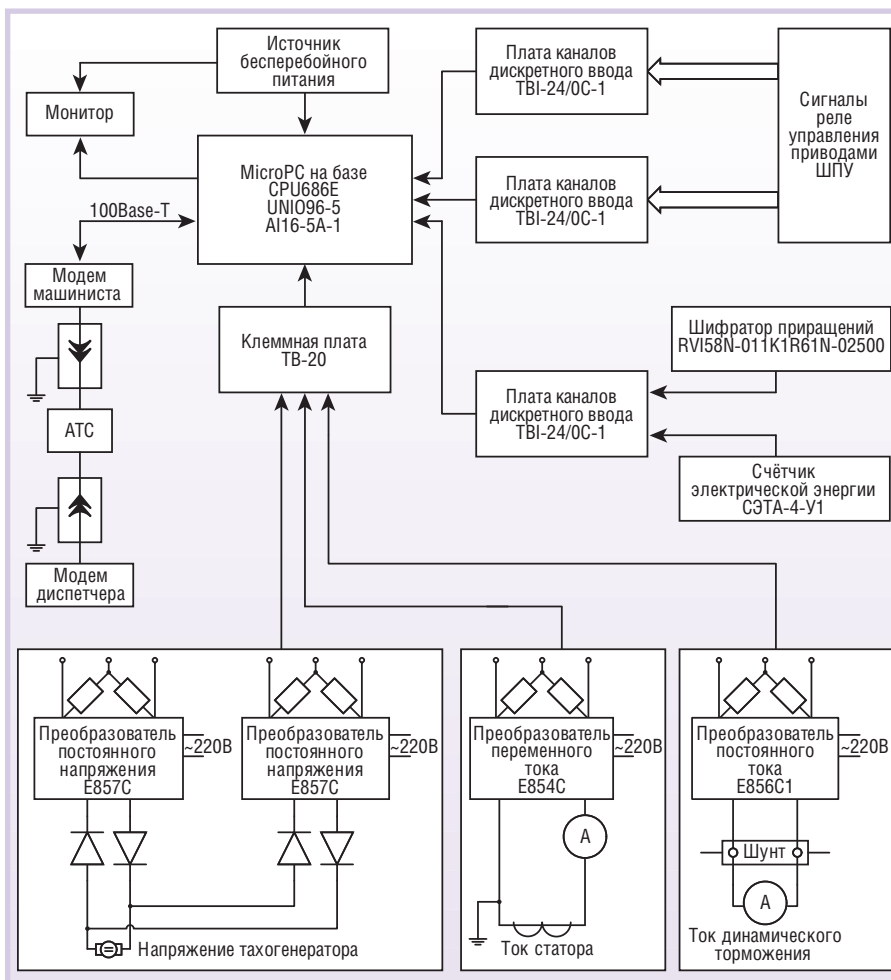 Источник
бесперебойного
питания
Монитор
MicroPC на базе
CPU686E
UNIO96-5
AI16-5A-1
Плата каналов
дискретного ввода
TBI-24/0C-1
Плата каналов
дискретного ввода
TBI-24/0C-1
Сигналы
реле
управления
приводами
ШПУ
100Base-T
Модем
машиниста
Клеммная плата
TB-20
Шифратор приращений
RVI58N-011K1R61N-02500
Плата каналов
дискретного ввода
TBI-24/0C-1
АТС
Счётчик
электрической энергии
СЭТА-4-У1
Модем
диспетчера
Преобразователь
постоянного
напряжения
Е857С
~220В
Преобразователь
постоянного
напряжения
Е857С
~220В
Преобразователь
переменного
тока
Е854С
~220В
Преобразователь
постоянного
тока
Е856С1
~220В
А
Шунт
А
Напряжение тахогенератора
Ток статора
Ток динамического
торможения